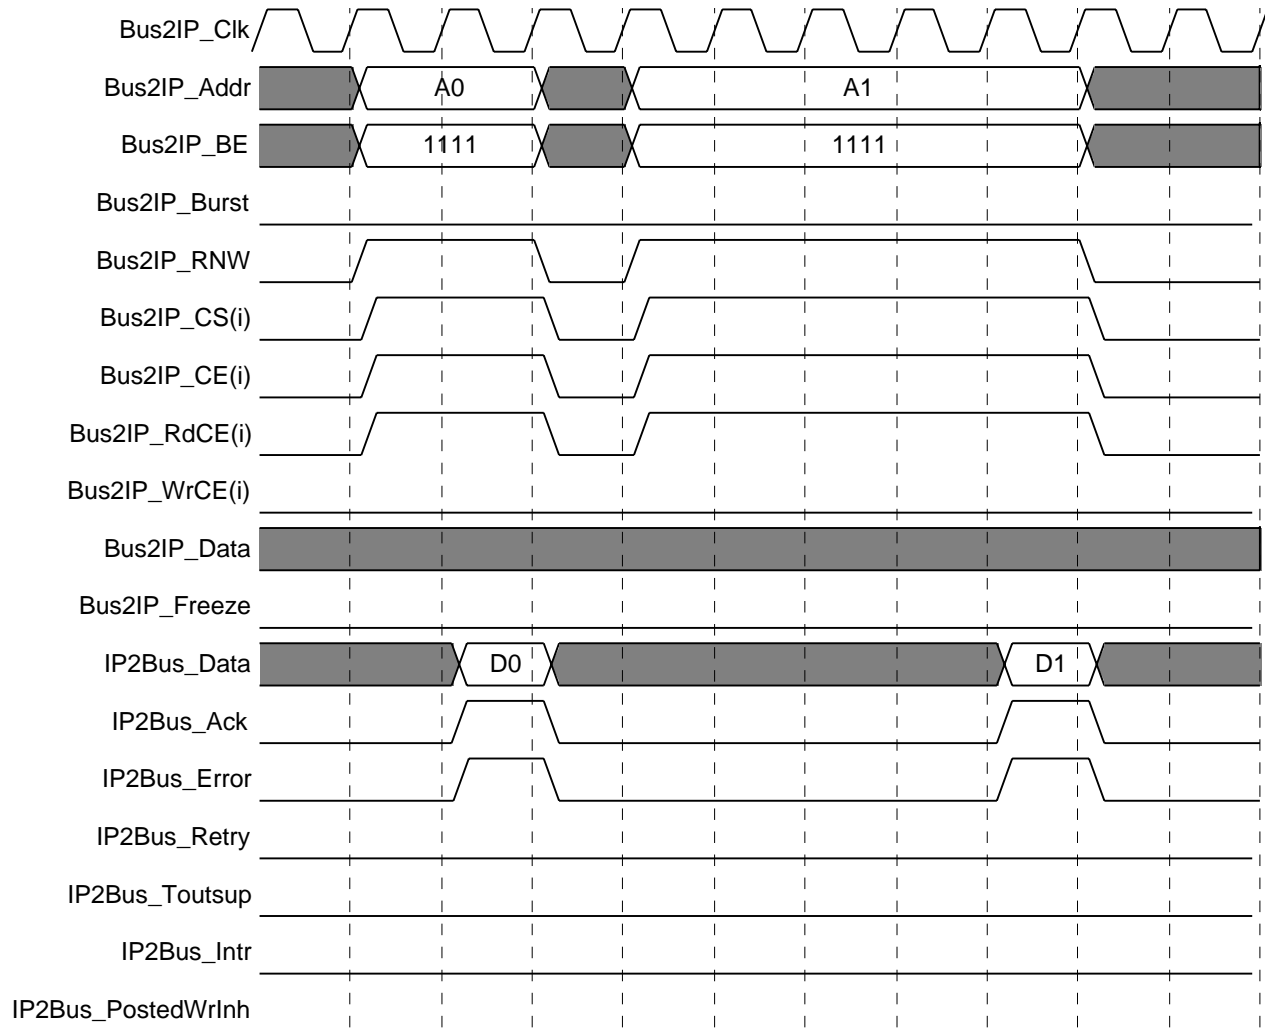 Bus2IP_Clk
Bus2IP_Addr A0 A1
Bus2IP_BE 1111 1111
Bus2IP_Burst
Bus2IP_RNW
Bus2IP_CS(i)
Bus2IP_CE(i)
Bus2IP_RdCE(i)
Bus2IP_WrCE(i)
Bus2IP_Data
Bus2IP_Freeze
IP2Bus_Data D0 D1
IP2Bus_Ack
IP2Bus_Error
IP2Bus_Retry
IP2Bus_Toutsup
IP2Bus_Intr
IP2Bus_PostedWrInh